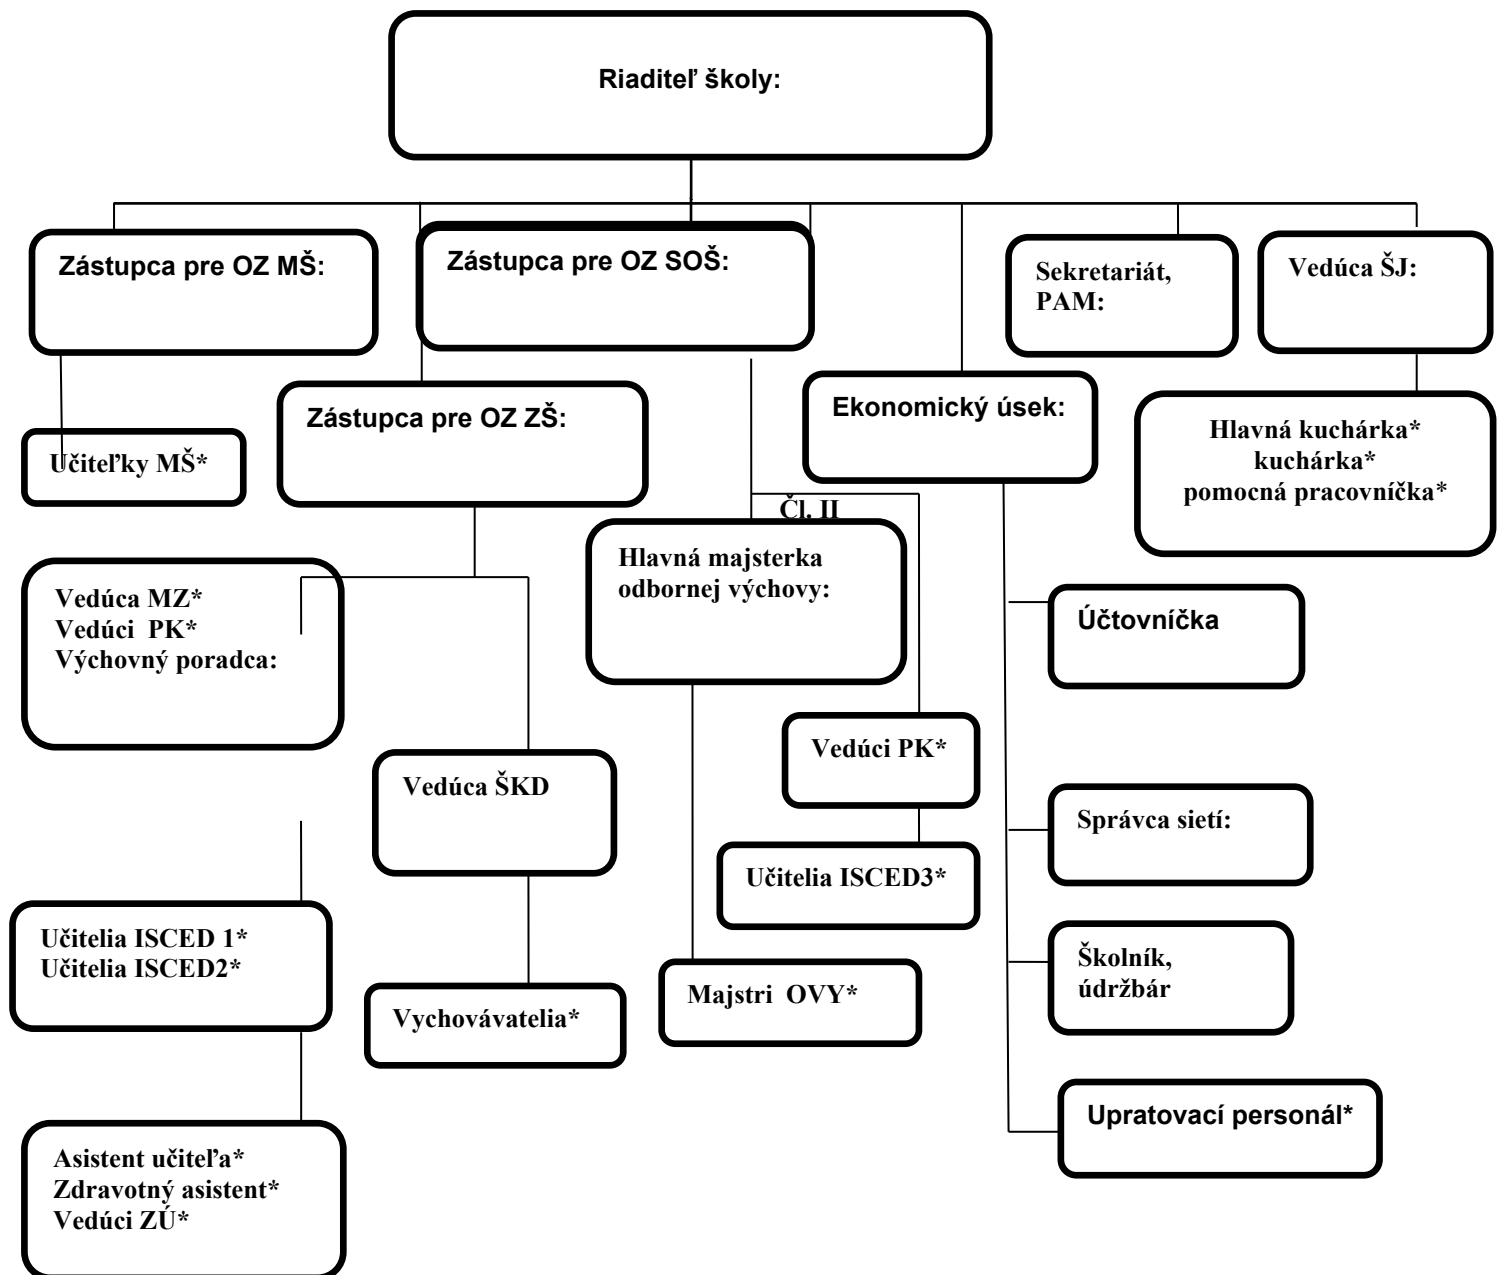 Riaditeľ školy:
Zástupca pre OZ MŠ:
Zástupca pre OZ SOŠ:
Sekretariát,
PAM:
Vedúca ŠJ:
Zástupca pre OZ ZŠ:
Ekonomický úsek:
Hlavná kuchárka*
kuchárka*
pomocná pracovníčka*
Učiteľky MŠ*
Čl. II
Hlavná majsterka
odbornej výchovy:
Vedúca MZ*
Vedúci  PK*
Výchovný poradca:
Účtovníčka
Vedúci PK*
Vedúca ŠKD
Správca sietí:
Učitelia ISCED3*
Učitelia ISCED 1*
Učitelia ISCED2*
Školník,
údržbár
Majstri  OVY*
Vychovávatelia*
Upratovací personál*
Asistent učiteľa*
Zdravotný asistent*
Vedúci ZÚ*